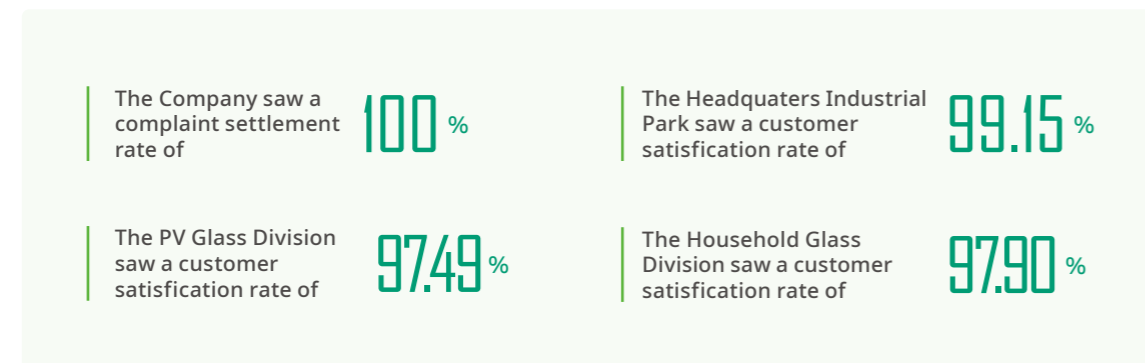 The Company saw a
complaint settlement
rate of
100 %
The Headquaters Industrial
Park saw a customer
satisfication rate of
99.15 %
The PV Glass Division
saw a customer
satisfication rate of
97.49 %
The Household Glass
Division saw a customer
satisfication rate of
97.90 %